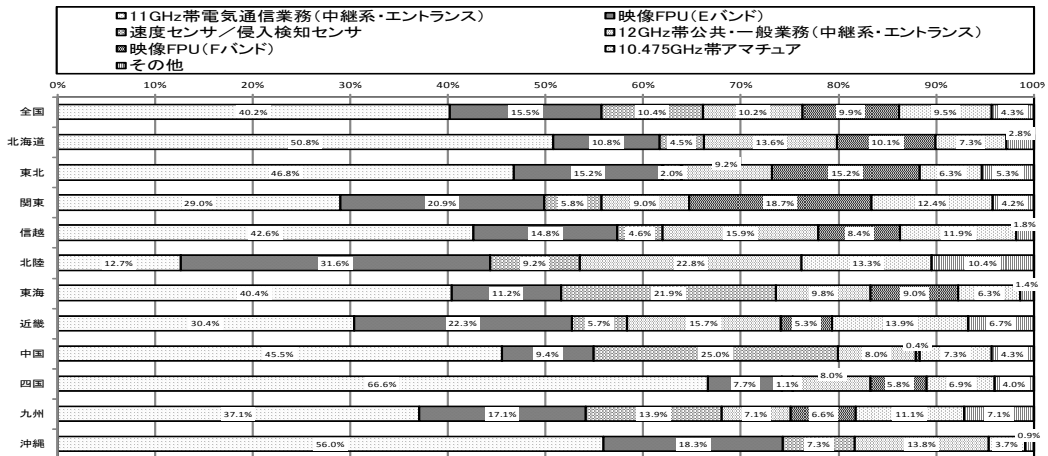 11GHz帯電気通信業務(中継系・エントランス) 映像FPU(Eバンド)
速度センサ/侵入検知センサ 12GHz帯公共・一般業務(中継系・エントランス)
映像FPU(Fバンド) 10.475GHz帯アマチュア
その他
0% 10% 20% 30% 40% 50% 60% 70% 80% 90% 100%
全国 40.2% 15.5% 10.4% 10.2% 9.9% 9.5% 4.3%
北海道 50.8% 10.8% 4.5% 13.6% 10.1% 7.3% 2.8%
東北 46.8% 15.2% 2.0% 9.2% 15.2% 6.3% 5.3%
関東 29.0% 20.9% 5.8% 9.0% 18.7% 12.4% 4.2%
信越 42.6% 14.8% 4.6% 15.9% 8.4% 11.9% 1.8%
北陸 12.7% 31.6% 9.2% 22.8% 13.3% 10.4%
東海 40.4% 11.2% 21.9% 9.8% 9.0% 6.3% 1.4%
近畿 30.4% 22.3% 5.7% 15.7% 5.3% 13.9% 6.7%
中国 45.5% 9.4% 25.0% 8.0% 0.4% 7.3% 4.3%
四国 66.6% 7.7% 1.1% 8.0% 5.8% 6.9% 4.0%
九州 37.1% 17.1% 13.9% 7.1% 6.6% 11.1% 7.1%
沖縄 56.0% 18.3% 7.3% 13.8% 3.7% 0.9%